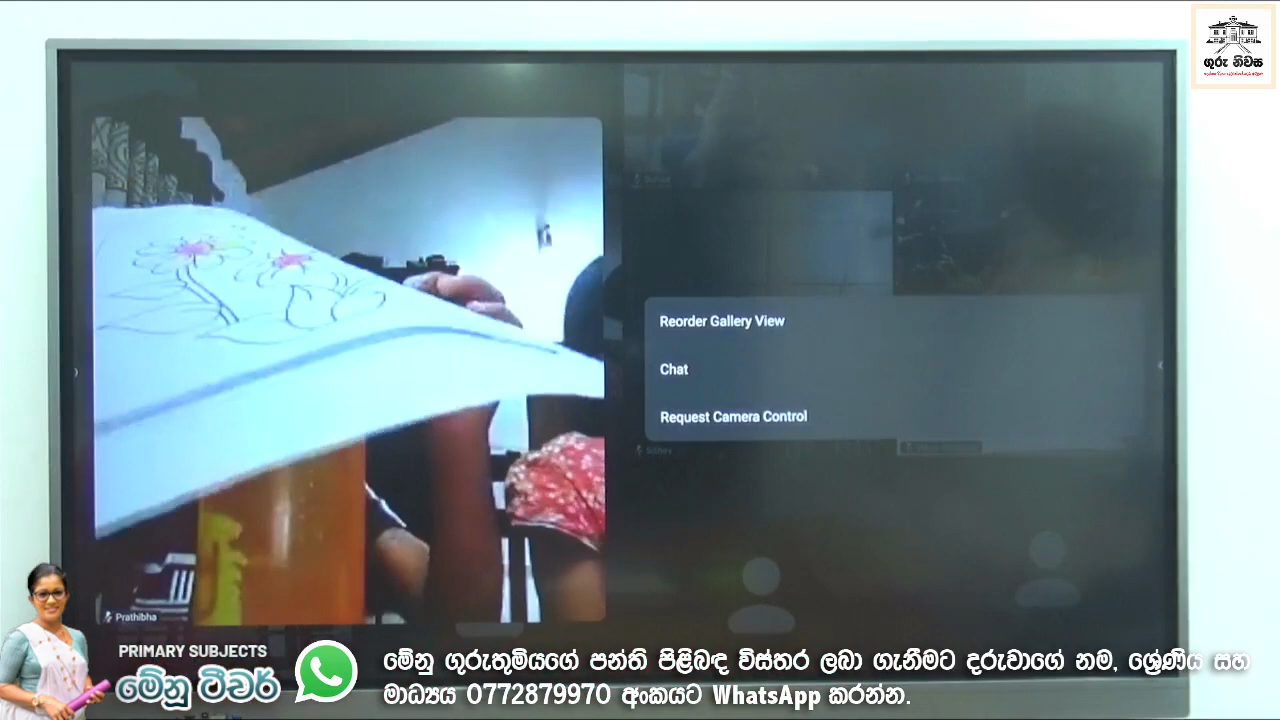 ගුරු නිවස
Reorder Gallery View
Chat
Request Camera Control
Prathibha
PRIMARY SUBJECTS
මේනු ටීචර්
මේනු ගුරුතුමියගේ පන්ති පිළිබඳ විස්තර ලබා ගැනීමට දරුවාගේ නම, ශ්‍රේණිය සහ
මාධ්‍යය 0772879970 අංකයට WhatsApp කරන්න.